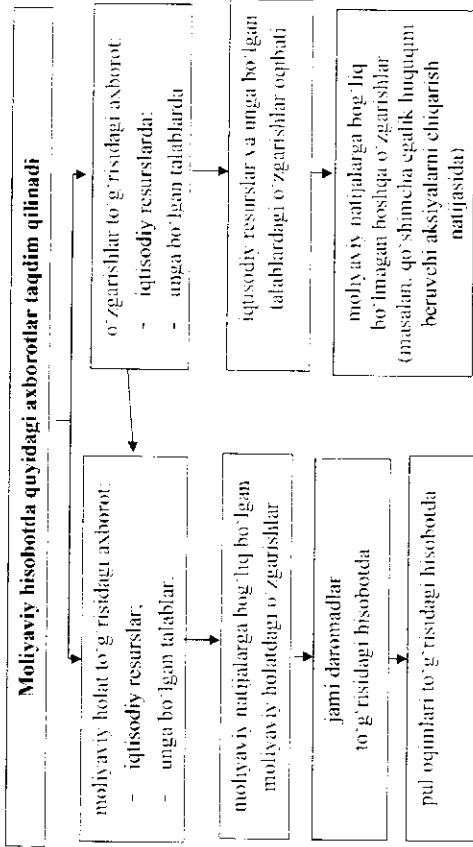 Moliyaviy hisobotda quyidagi axborotlar taqdim qilinadi
moliyaviy holat to`g`risidagi axborot:
- iqtisodiy resurslar;
- unga bo`lgan talablar.
moliyaviy natijalarga bog`liq bo`lgan
moliyaviy holatdagi o`zgarishlar
jami daromadlar
to`g`risidagi hisobotda
pul oqimlari to`g`risidagi hisobotda
o`zgarishlar to`g`risidagi axborot:
- iqtisodiy resurslarda:
- unga bo`lgan talablarda
iqtisodiy resurslar va unga bo`lgan
talablardagi o`zgarishlar oqibati
moliyaviy natijalarga bog`liq
bo`lmagan boshqa o`zgarishlar
(masalan, qo`shimcha egalik huquqini
beruvchi aksiyalarni chiqarish
natijasida)